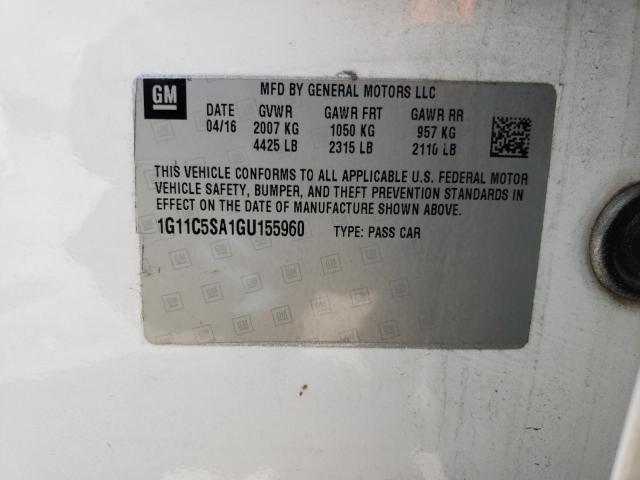 GM
MFD BY GENERAL MOTORS LLC
DATE GVWR GAWR FRT GAWR RR
04/16 2007 KG 1050 KG 957 KG
4425 LB 2315 LB 2110 LB
THIS VEHICLE CONFORMS TO ALL APPLICABLE U.S. FEDERAL MOTOR
VEHICLE SAFETY, BUMPER, AND THEFT PREVENTION STANDARDS IN
EFFECT ON THE DATE OF MANUFACTURE SHOWN ABOVE.
1G11C5SA1GU155960 TYPE: PASS CAR